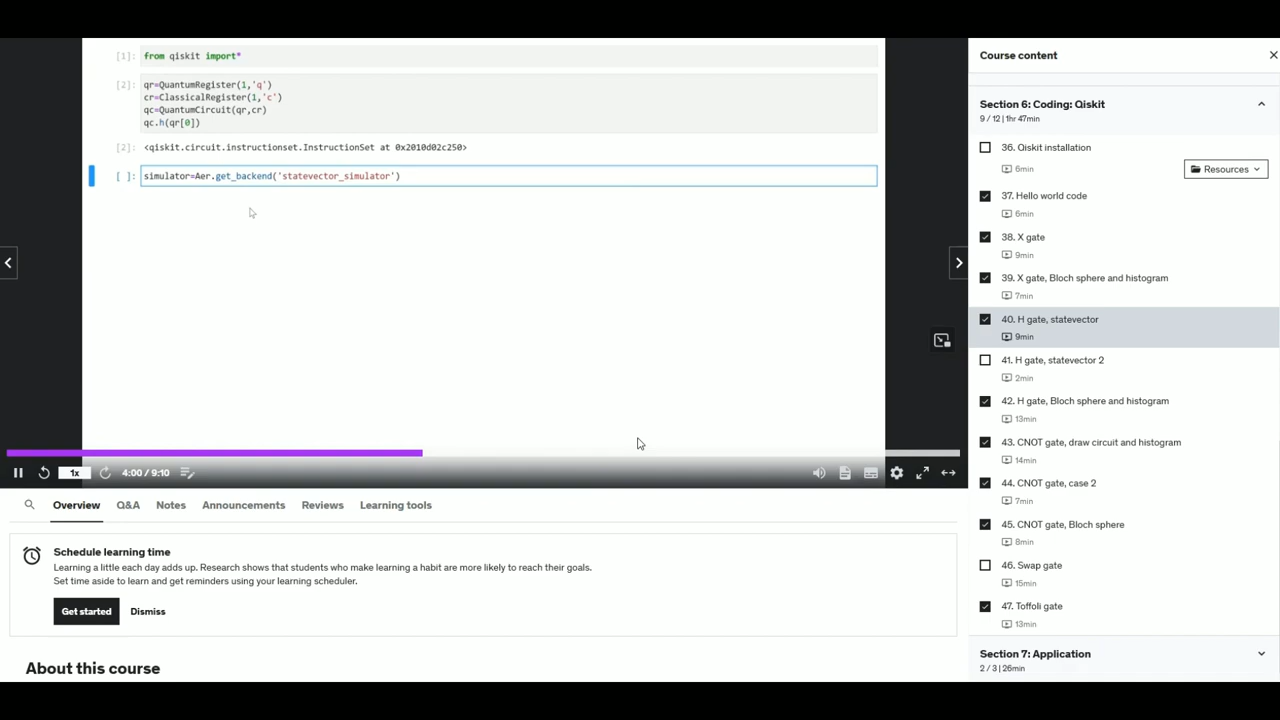 [1]: from qiskit import*
[2]: qr=QuantumRegister(1,'q')
cr=ClassicalRegister(1,'c')
qc=QuantumCircuit(qr,cr)
qc.h(qr[0])
[2]: <qiskit.circuit.instructionset.InstructionSet at 0x2010d02c250>
[ ]: simulator=Aer.get_backend('statevector_simulator')
1x
4:00 / 9:10
Overview Q&A Notes Announcements Reviews Learning tools
Schedule learning time
Learning a little each day adds up. Research shows that students who make learning a habit are more likely to reach their goals.
Set time aside to learn and get reminders using your learning scheduler.
Get started Dismiss
About this course
Course content
Section 6: Coding: Qiskit
9 / 12 | 1hr 47min
36. Qiskit installation
6min
Resources
37. Hello world code
6min
38. X gate
9min
39. X gate, Bloch sphere and histogram
7min
40. H gate, statevector
9min
41. H gate, statevector 2
2min
42. H gate, Bloch sphere and histogram
13min
43. CNOT gate, draw circuit and histogram
14min
44. CNOT gate, case 2
7min
45. CNOT gate, Bloch sphere
8min
46. Swap gate
15min
47. Toffoli gate
13min
Section 7: Application
2 / 3 | 26min